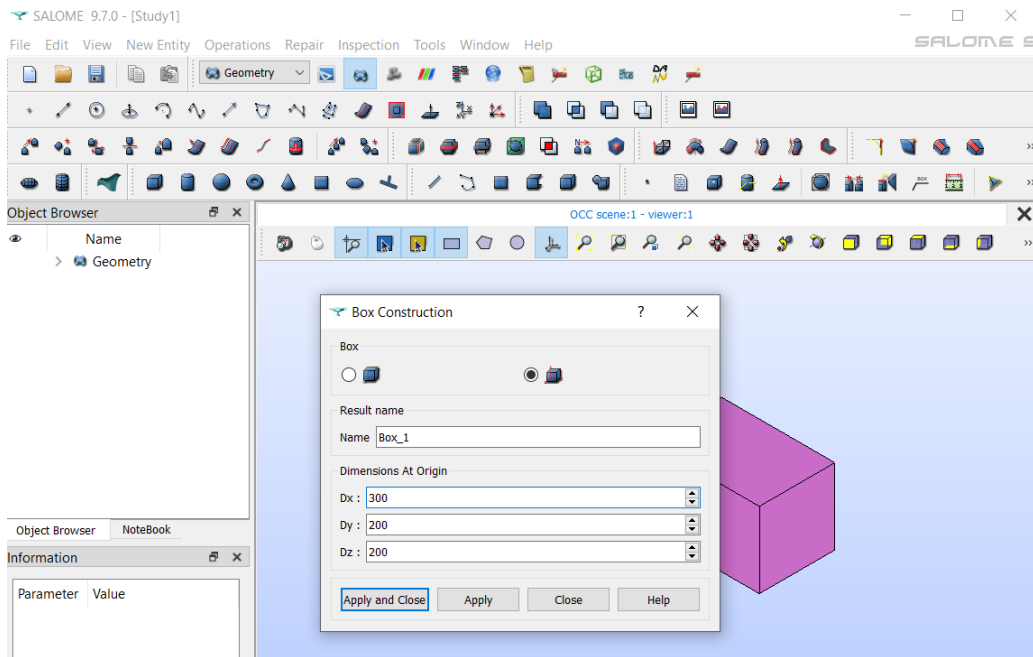 SALOME 9.7.0 - [Study1]
File Edit View New Entity Operations Repair Inspection Tools Window Help
SALOME S
Geometry
Object Browser
OCC scene:1 - viewer:1
Name
Geometry
Box Construction
?
Box
Result name
Name Box_1
Dimensions At Origin
Dx : 300
Dy : 200
Dz : 200
Apply and Close Apply Close Help
Object Browser NoteBook
Information
Parameter Value